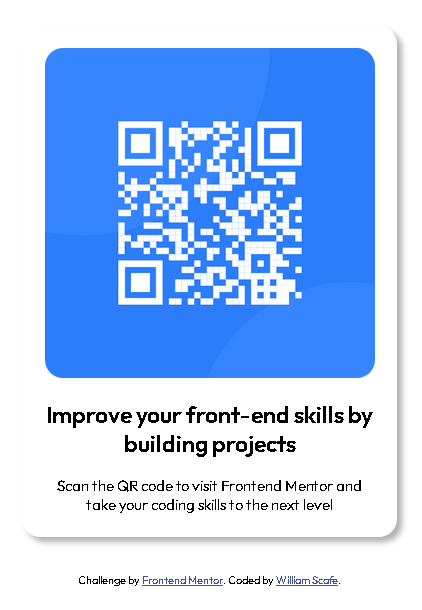 Improve your front-end skills by
building projects
Scan the QR code to visit Frontend Mentor and
take your coding skills to the next level
Challenge by Frontend Mentor. Coded by William Scafe.